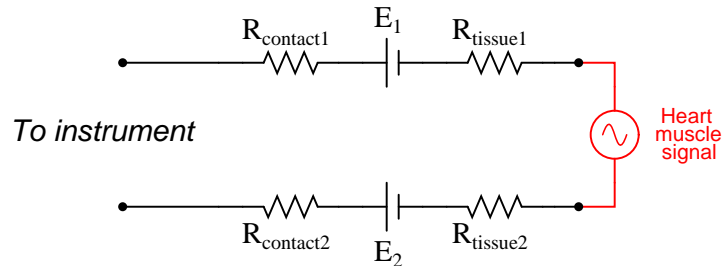 E1
Rcontact1
Rtissue1
To instrument
Heart
muscle
signal
Rcontact2
E2
Rtissue2